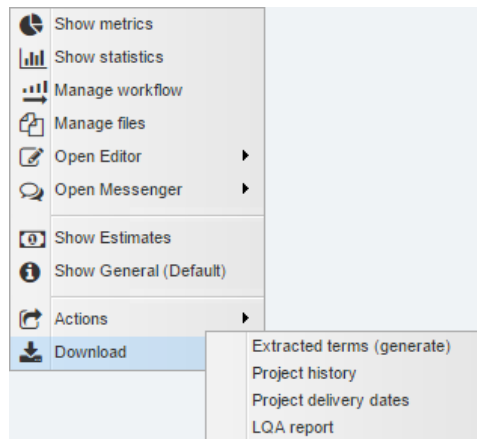 Show metrics
Show statistics
Manage workflow
Manage files
Open Editor
Open Messenger
Show Estimates
Show General (Default)
Actions
Download
Extracted terms (generate)
Project history
Project delivery dates
LQA report